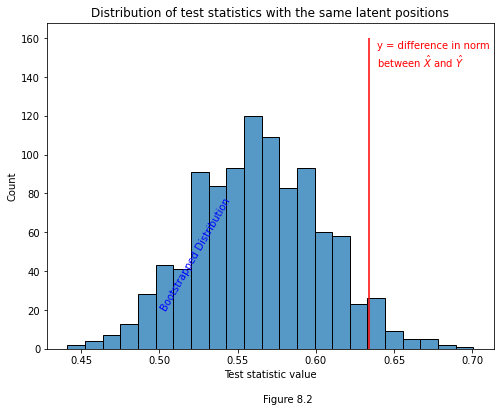 Distribution of test statistics with the same latent positions
160
140
120
100
80
60
40
20
0
Count
y = difference in norm
between X̂ and Ŷ
Bootstrapped Distribution
0.45 0.50 0.55 0.60 0.65 0.70
Test statistic value
Figure 8.2